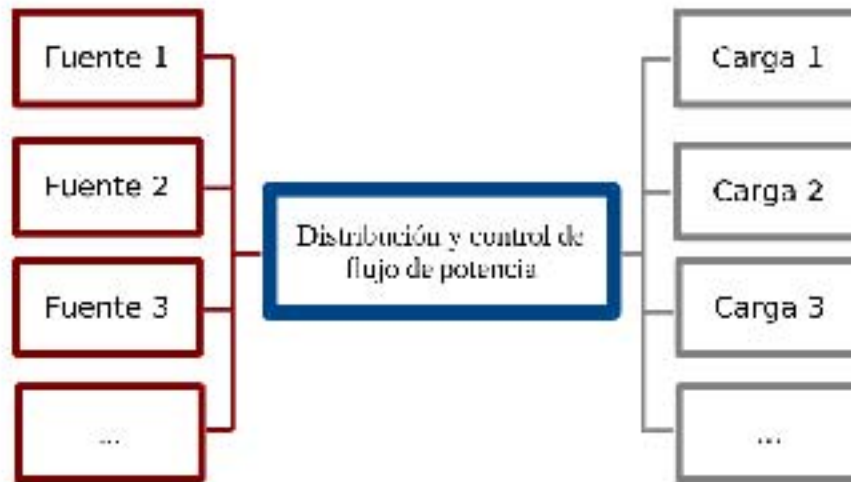 Fuente 1
Fuente 2
Fuente 3
...
Distribución y control de
flujo de potencia
Carga 1
Carga 2
Carga 3
...